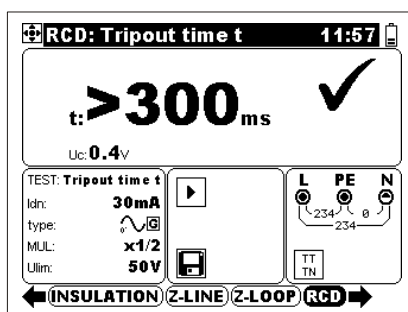 RCD: Tripout time t 11:57
t:>300ms
Uc:0.4V
TEST: Tripout time t
Idn: 30mA
type: G
MUL: x1/2
Ulim: 50V
L PE N
234 0
234
TT
TN
INSULATION Z-LINE Z-LOOP RCD